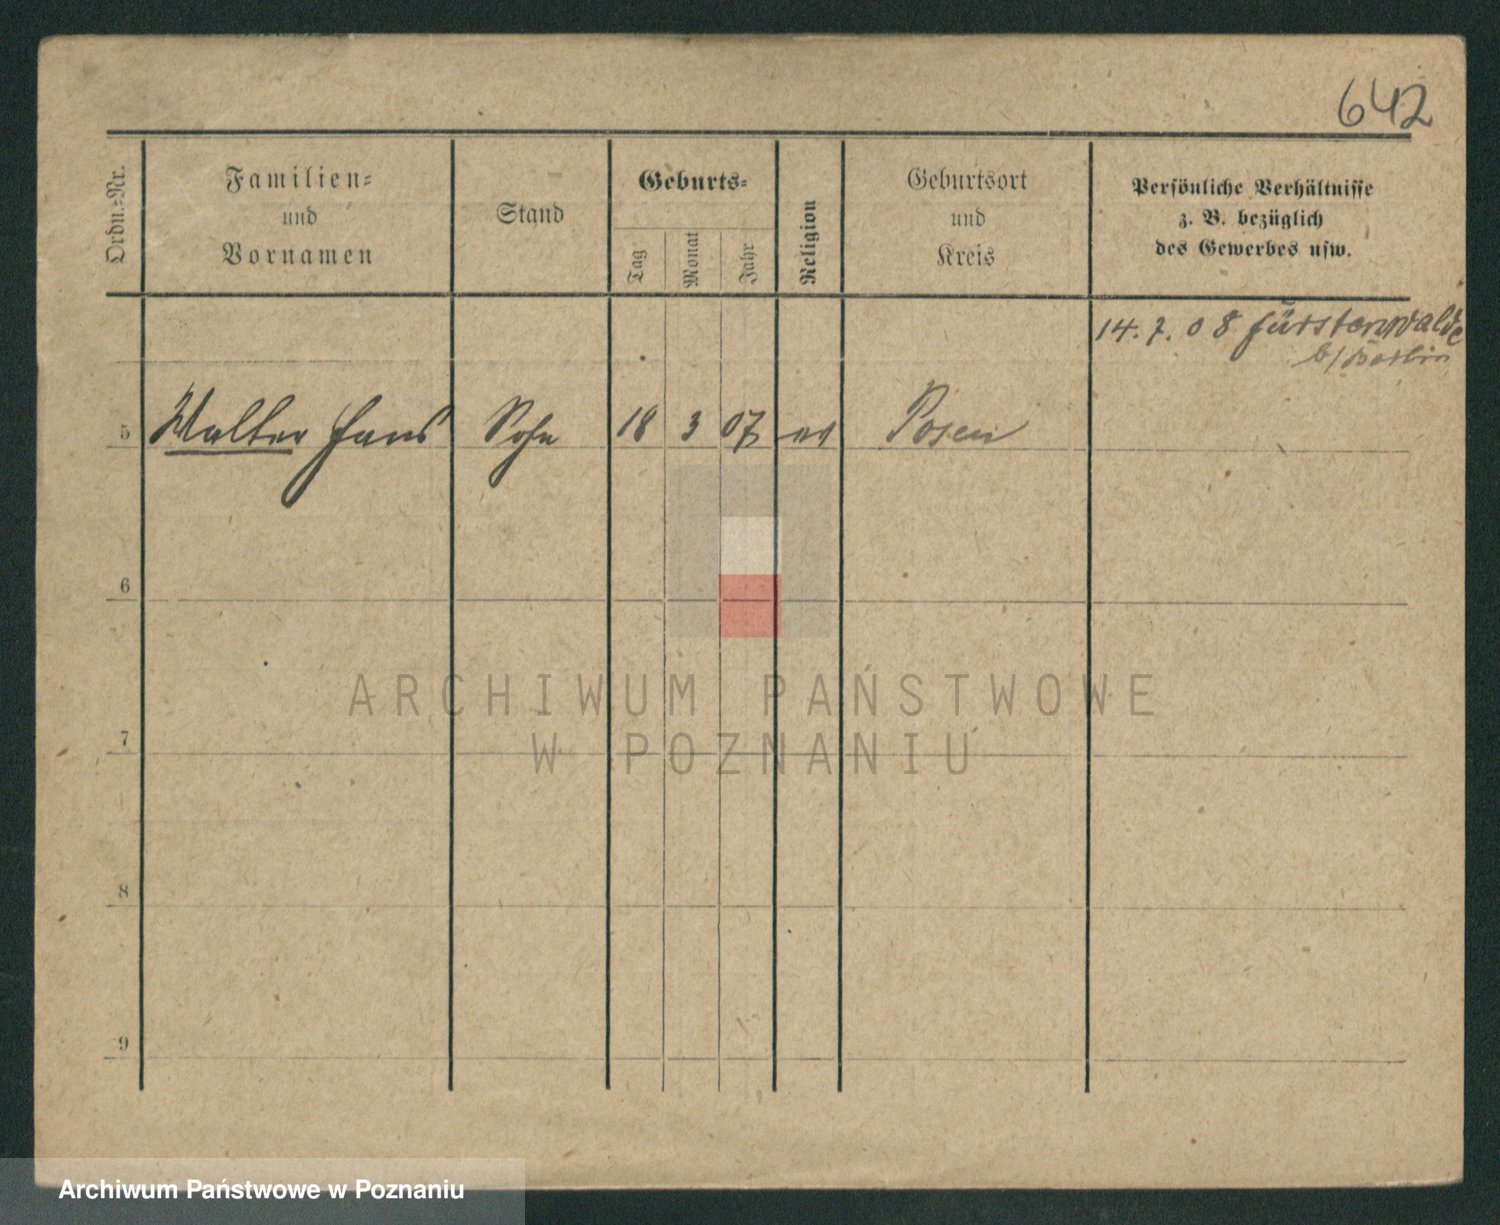 642
Ordn.-Nr.
Familien-
und
Vornamen
Stand
Geburts-
Tag
Monat
Jahr
Religion
Geburtsort
und
Kreis
Persönliche Verhältnisse
z. B. bezüglich
des Gewerbes usw.
14. 7. 08 Fürstenwalde
b/Berlin
5 Walter Hans Sohn 18 3 07 ev Posen
6
7
8
9
ARCHIWUM PAŃSTWOWE
W POZNANIU
Archiwum Państwowe w Poznaniu